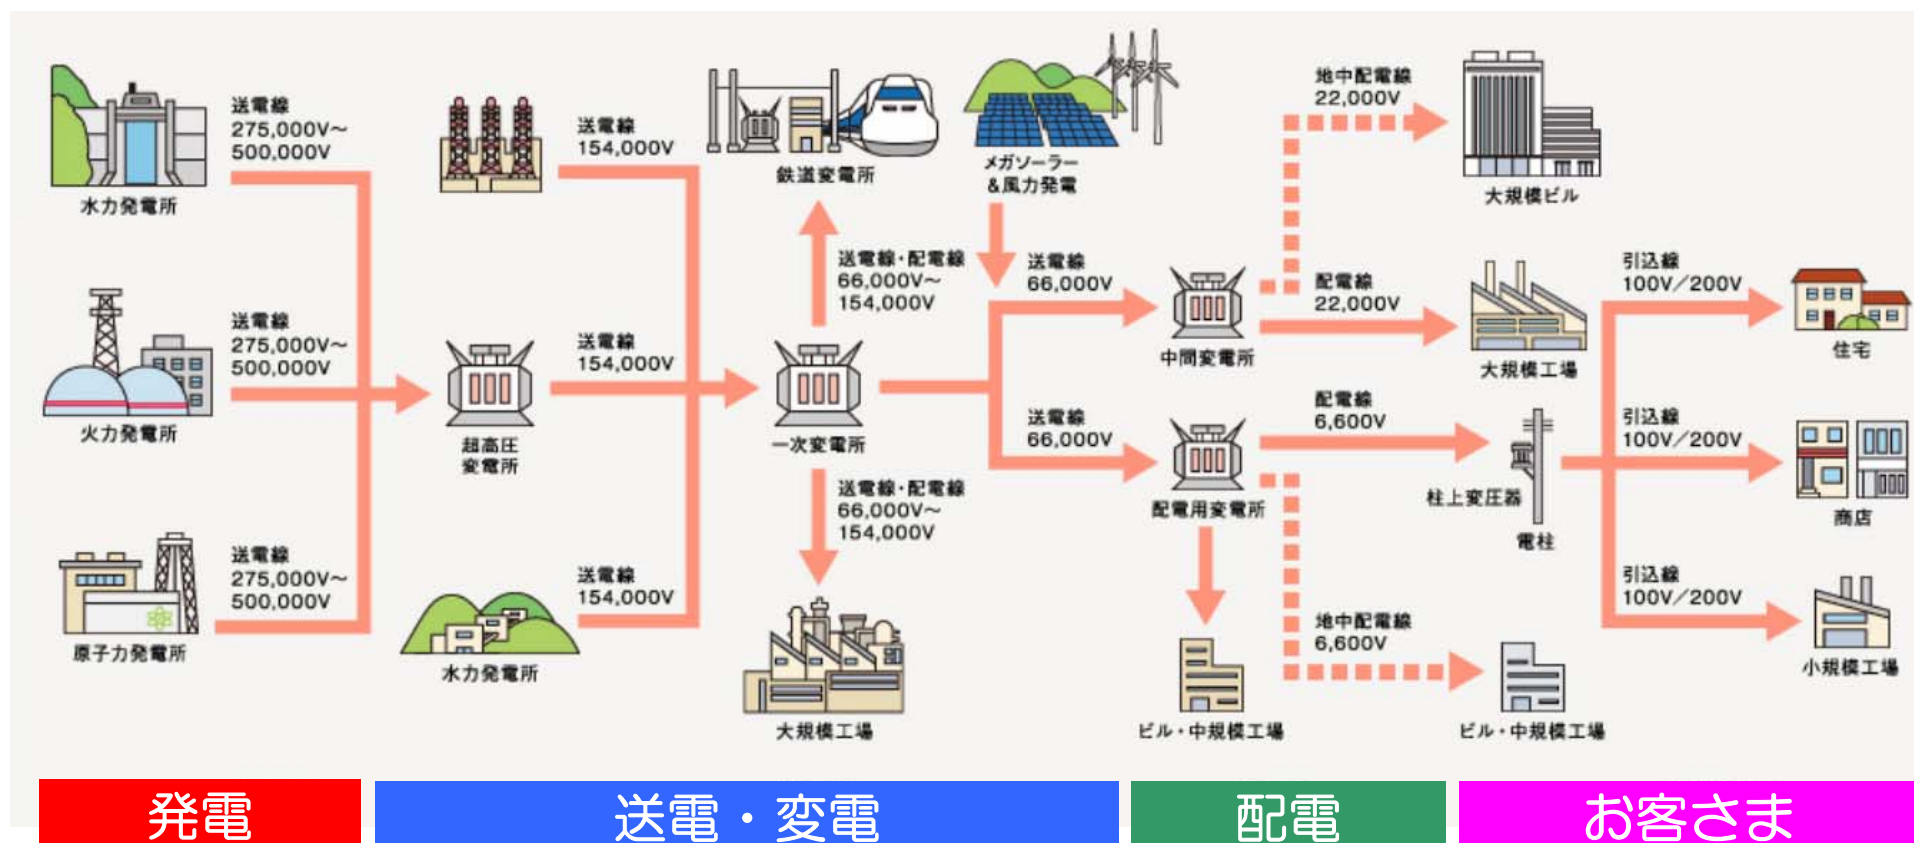 水力発電所
送電線
275,000V～
500,000V
火力発電所
送電線
275,000V～
500,000V
原子力発電所
送電線
275,000V～
500,000V
送電線
154,000V
超高圧
変電所
送電線
154,000V
水力発電所
送電線
154,000V
鉄道変電所
送電線・配電線
66,000V～
154,000V
一次変電所
送電線・配電線
66,000V～
154,000V
大規模工場
メガソーラー
&風力発電
送電線
66,000V
中間変電所
送電線
66,000V
配電用変電所
ビル・中規模工場
地中配電線
22,000V
大規模ビル
配電線
22,000V
大規模工場
配電線
6,600V
柱上変圧器
電柱
地中配電線
6,600V
ビル・中規模工場
引込線
100V／200V
住宅
引込線
100V／200V
商店
引込線
100V／200V
小規模工場
発電
送電・変電
配電
お客さま